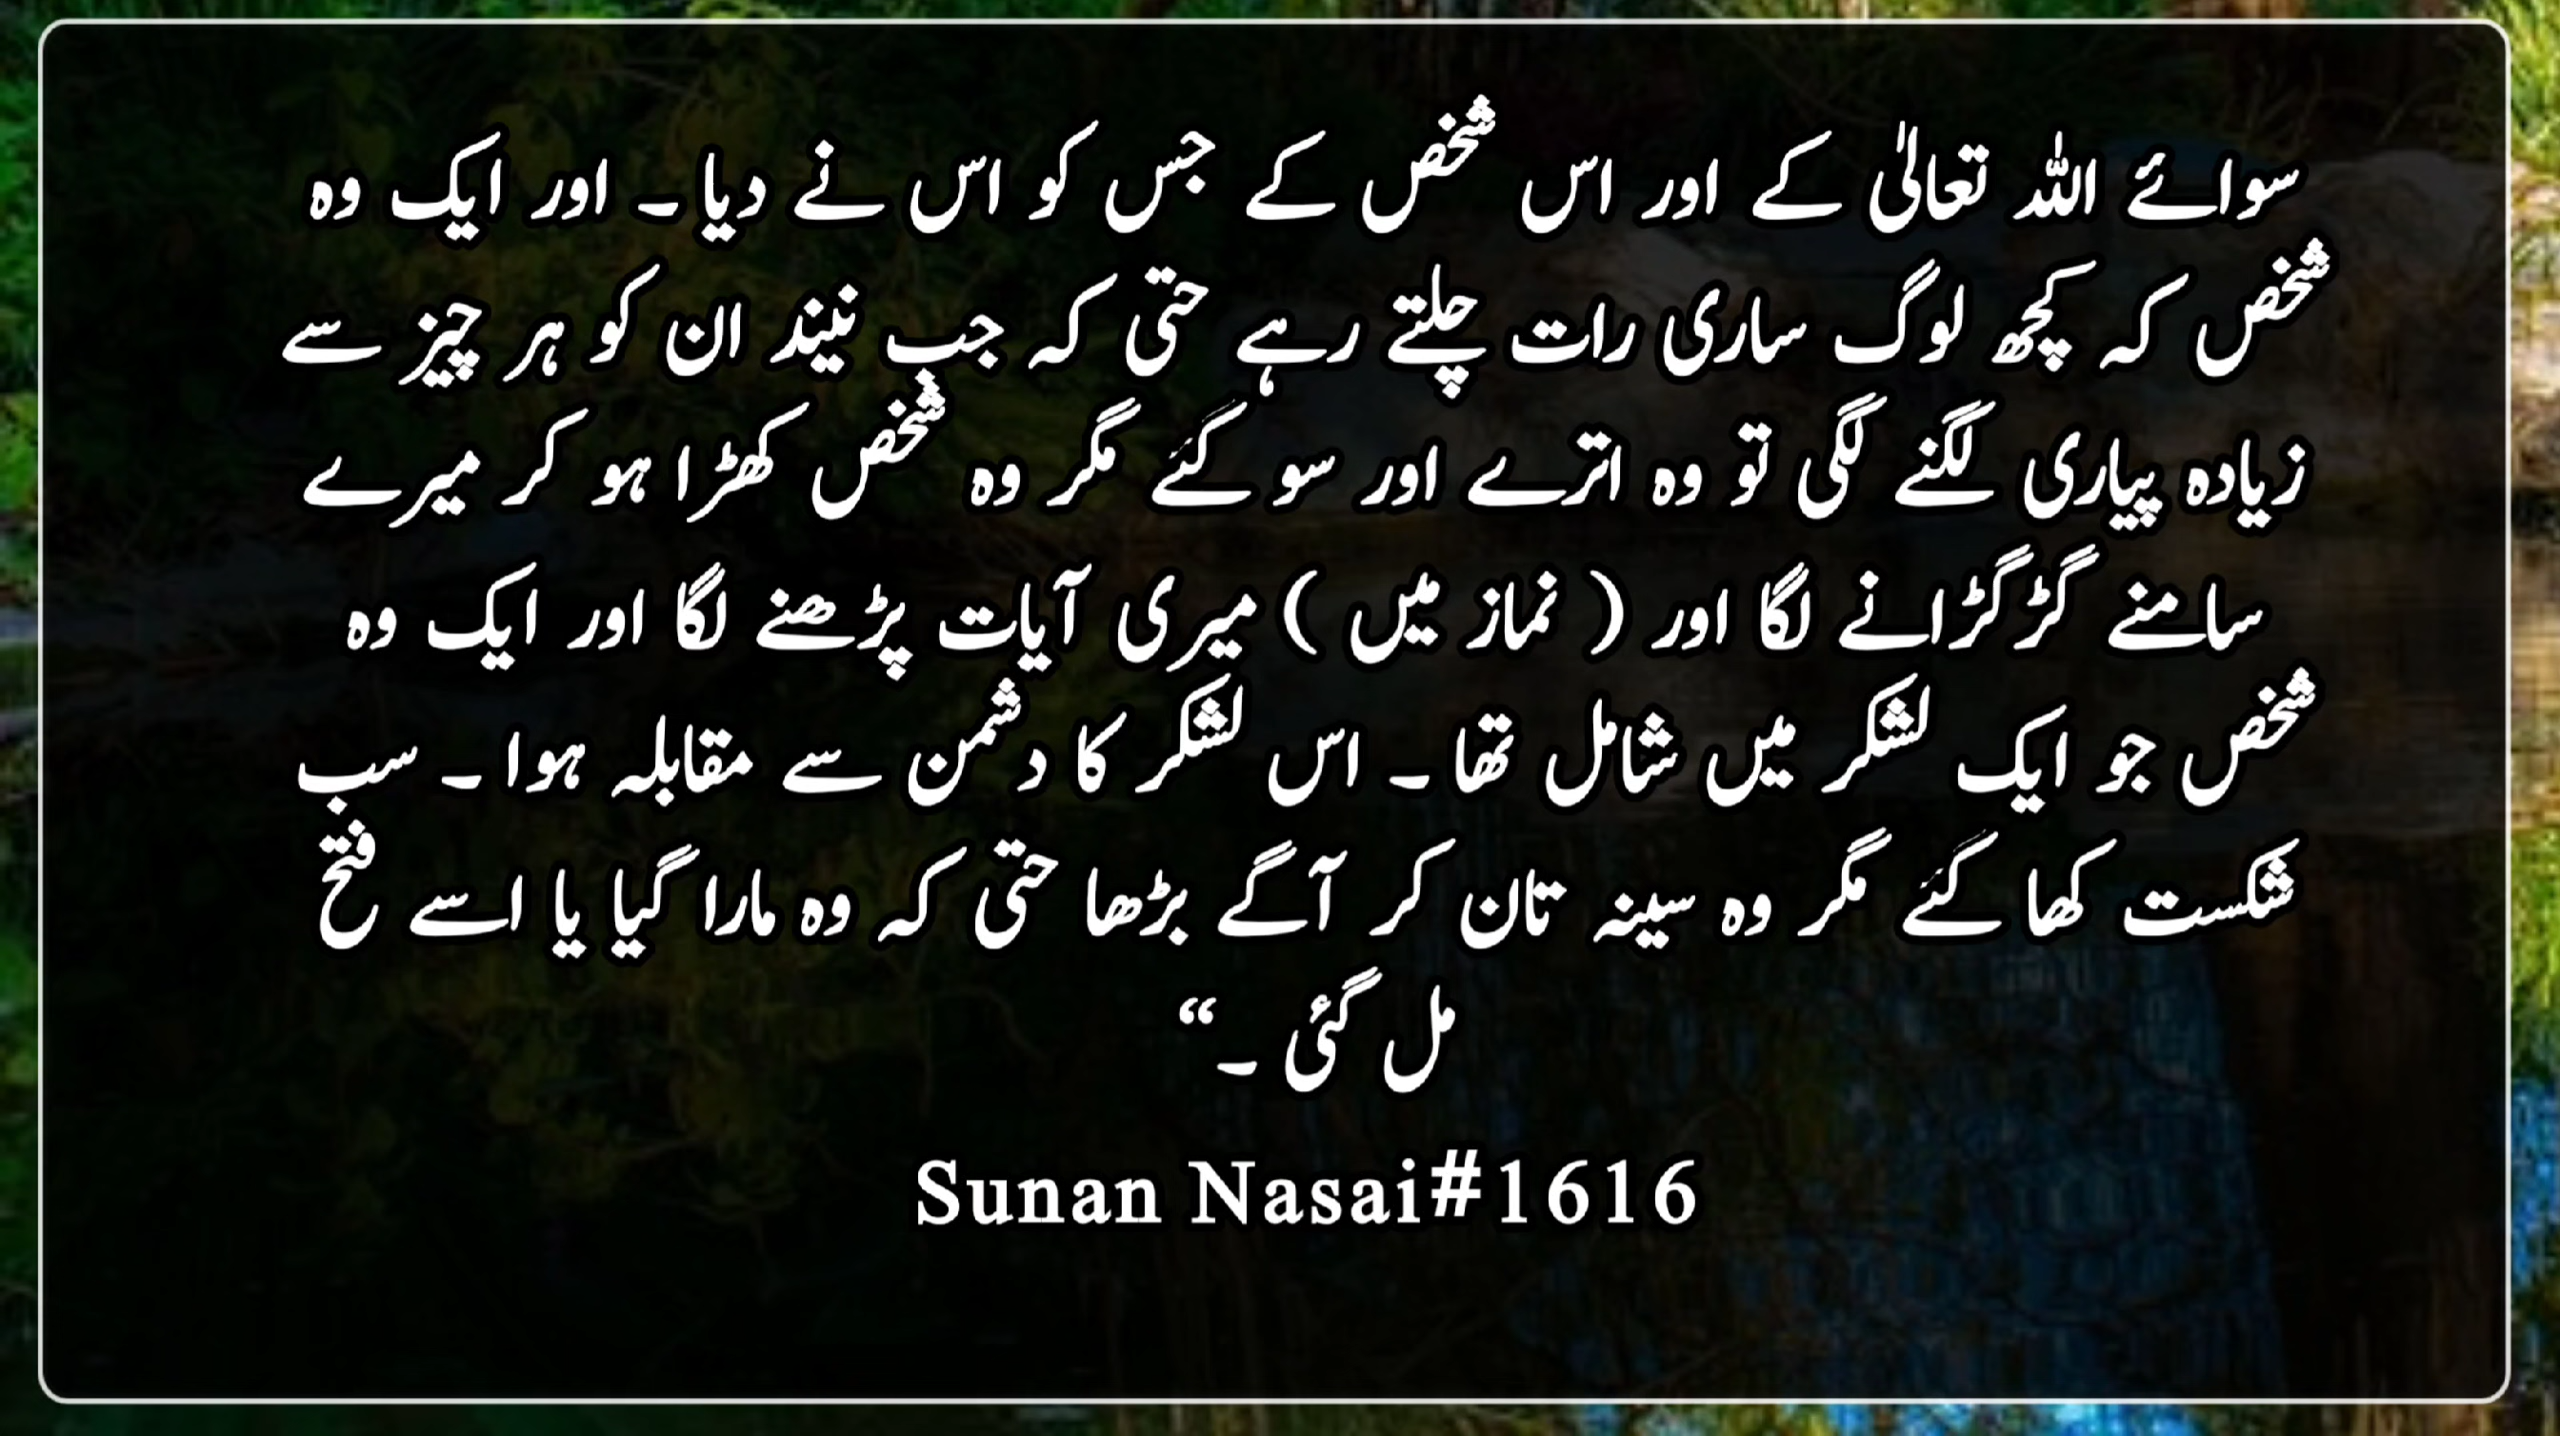 سوائے اللہ تعالیٰ کے اور اس شخص کے جس کو اس نے دیا ۔ اور ایک وہ
شخص کہ کچھ لوگ ساری رات چلتے رہے حتی کہ جب نیند ان کو ہر چیز سے
زیادہ پیاری لگنے لگی تو وہ اترے اور سو گئے مگر وہ شخص کھڑا ہو کر میرے
سامنے گڑگڑانے لگا اور ( نماز میں ) میری آیات پڑھنے لگا اور ایک وہ
شخص جو ایک لشکر میں شامل تھا ۔ اس لشکر کا دشمن سے مقابلہ ہوا ۔ سب
شکست کھا گئے مگر وہ سینہ تان کر آگے بڑھا حتی کہ وہ مارا گیا یا اسے فتح
مل گئی ۔“
Sunan Nasai#1616